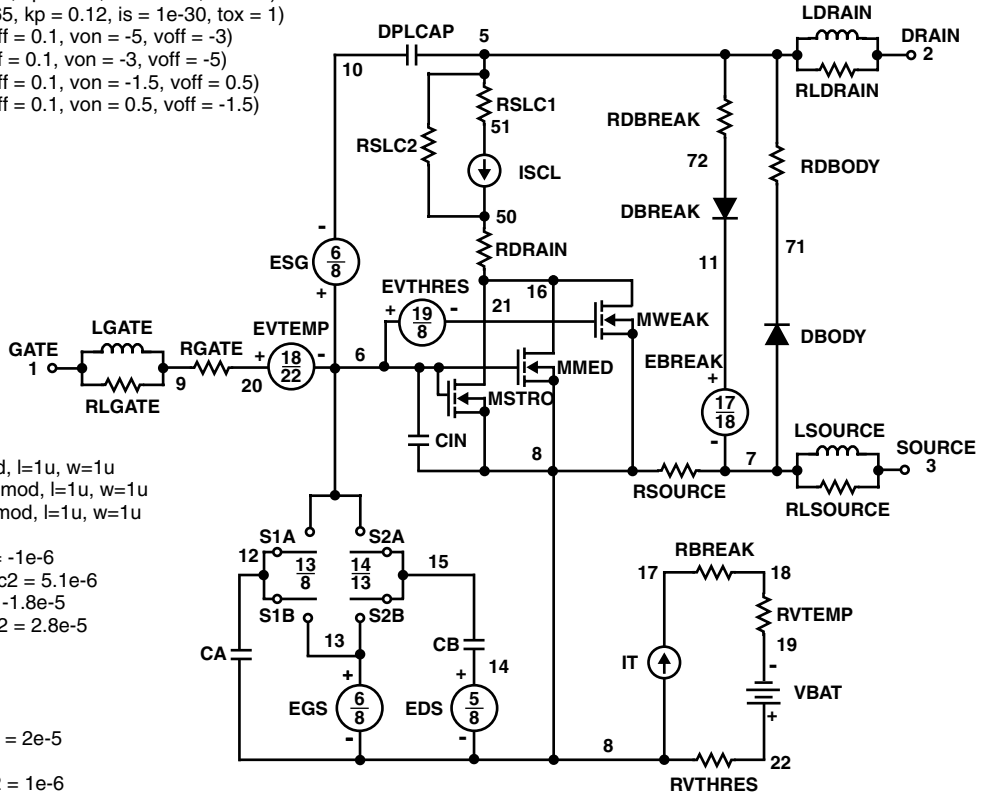 65, kp = 0.12, is = 1e-30, tox = 1)
ff = 0.1, von = -5, voff = -3)
f = 0.1, von = -3, voff = -5)
ff = 0.1, von = -1.5, voff = 0.5)
ff = 0.1, von = 0.5, voff = -1.5)
LDRAIN
DPLCAP
5
DRAIN
2
10
RLDRAIN
RSLC1
51
RDBREAK
RSLC2
72
RDBODY
ISCL
50
DBREAK
-
RDRAIN
71
ESG
6
8
11
+
EVTHRES
16
+
19
8
-
21
MWEAK
LGATE
EVTEMP
DBODY
GATE
1
RGATE
+
18
22
-
6
MMED
EBREAK
+
9
20
MSTRO
RLGATE
17
18
-
CIN
LSOURCE
8
7
SOURCE
3
RSOURCE
RLSOURCE
d, l=1u, w=1u
mod, l=1u, w=1u
mod, l=1u, w=1u
= -1e-6
c2 = 5.1e-6
-1.8e-5
2 = 2.8e-5
= 2e-5
2 = 1e-6
S1A
S2A
12
13
8
14
13
15
S1B
S2B
13
CA
CB
14
+
+
EGS
6
8
EDS
5
8
-
-
8
RBREAK
17
18
RVTEMP
19
IT
-
VBAT
+
22
RVTHRES